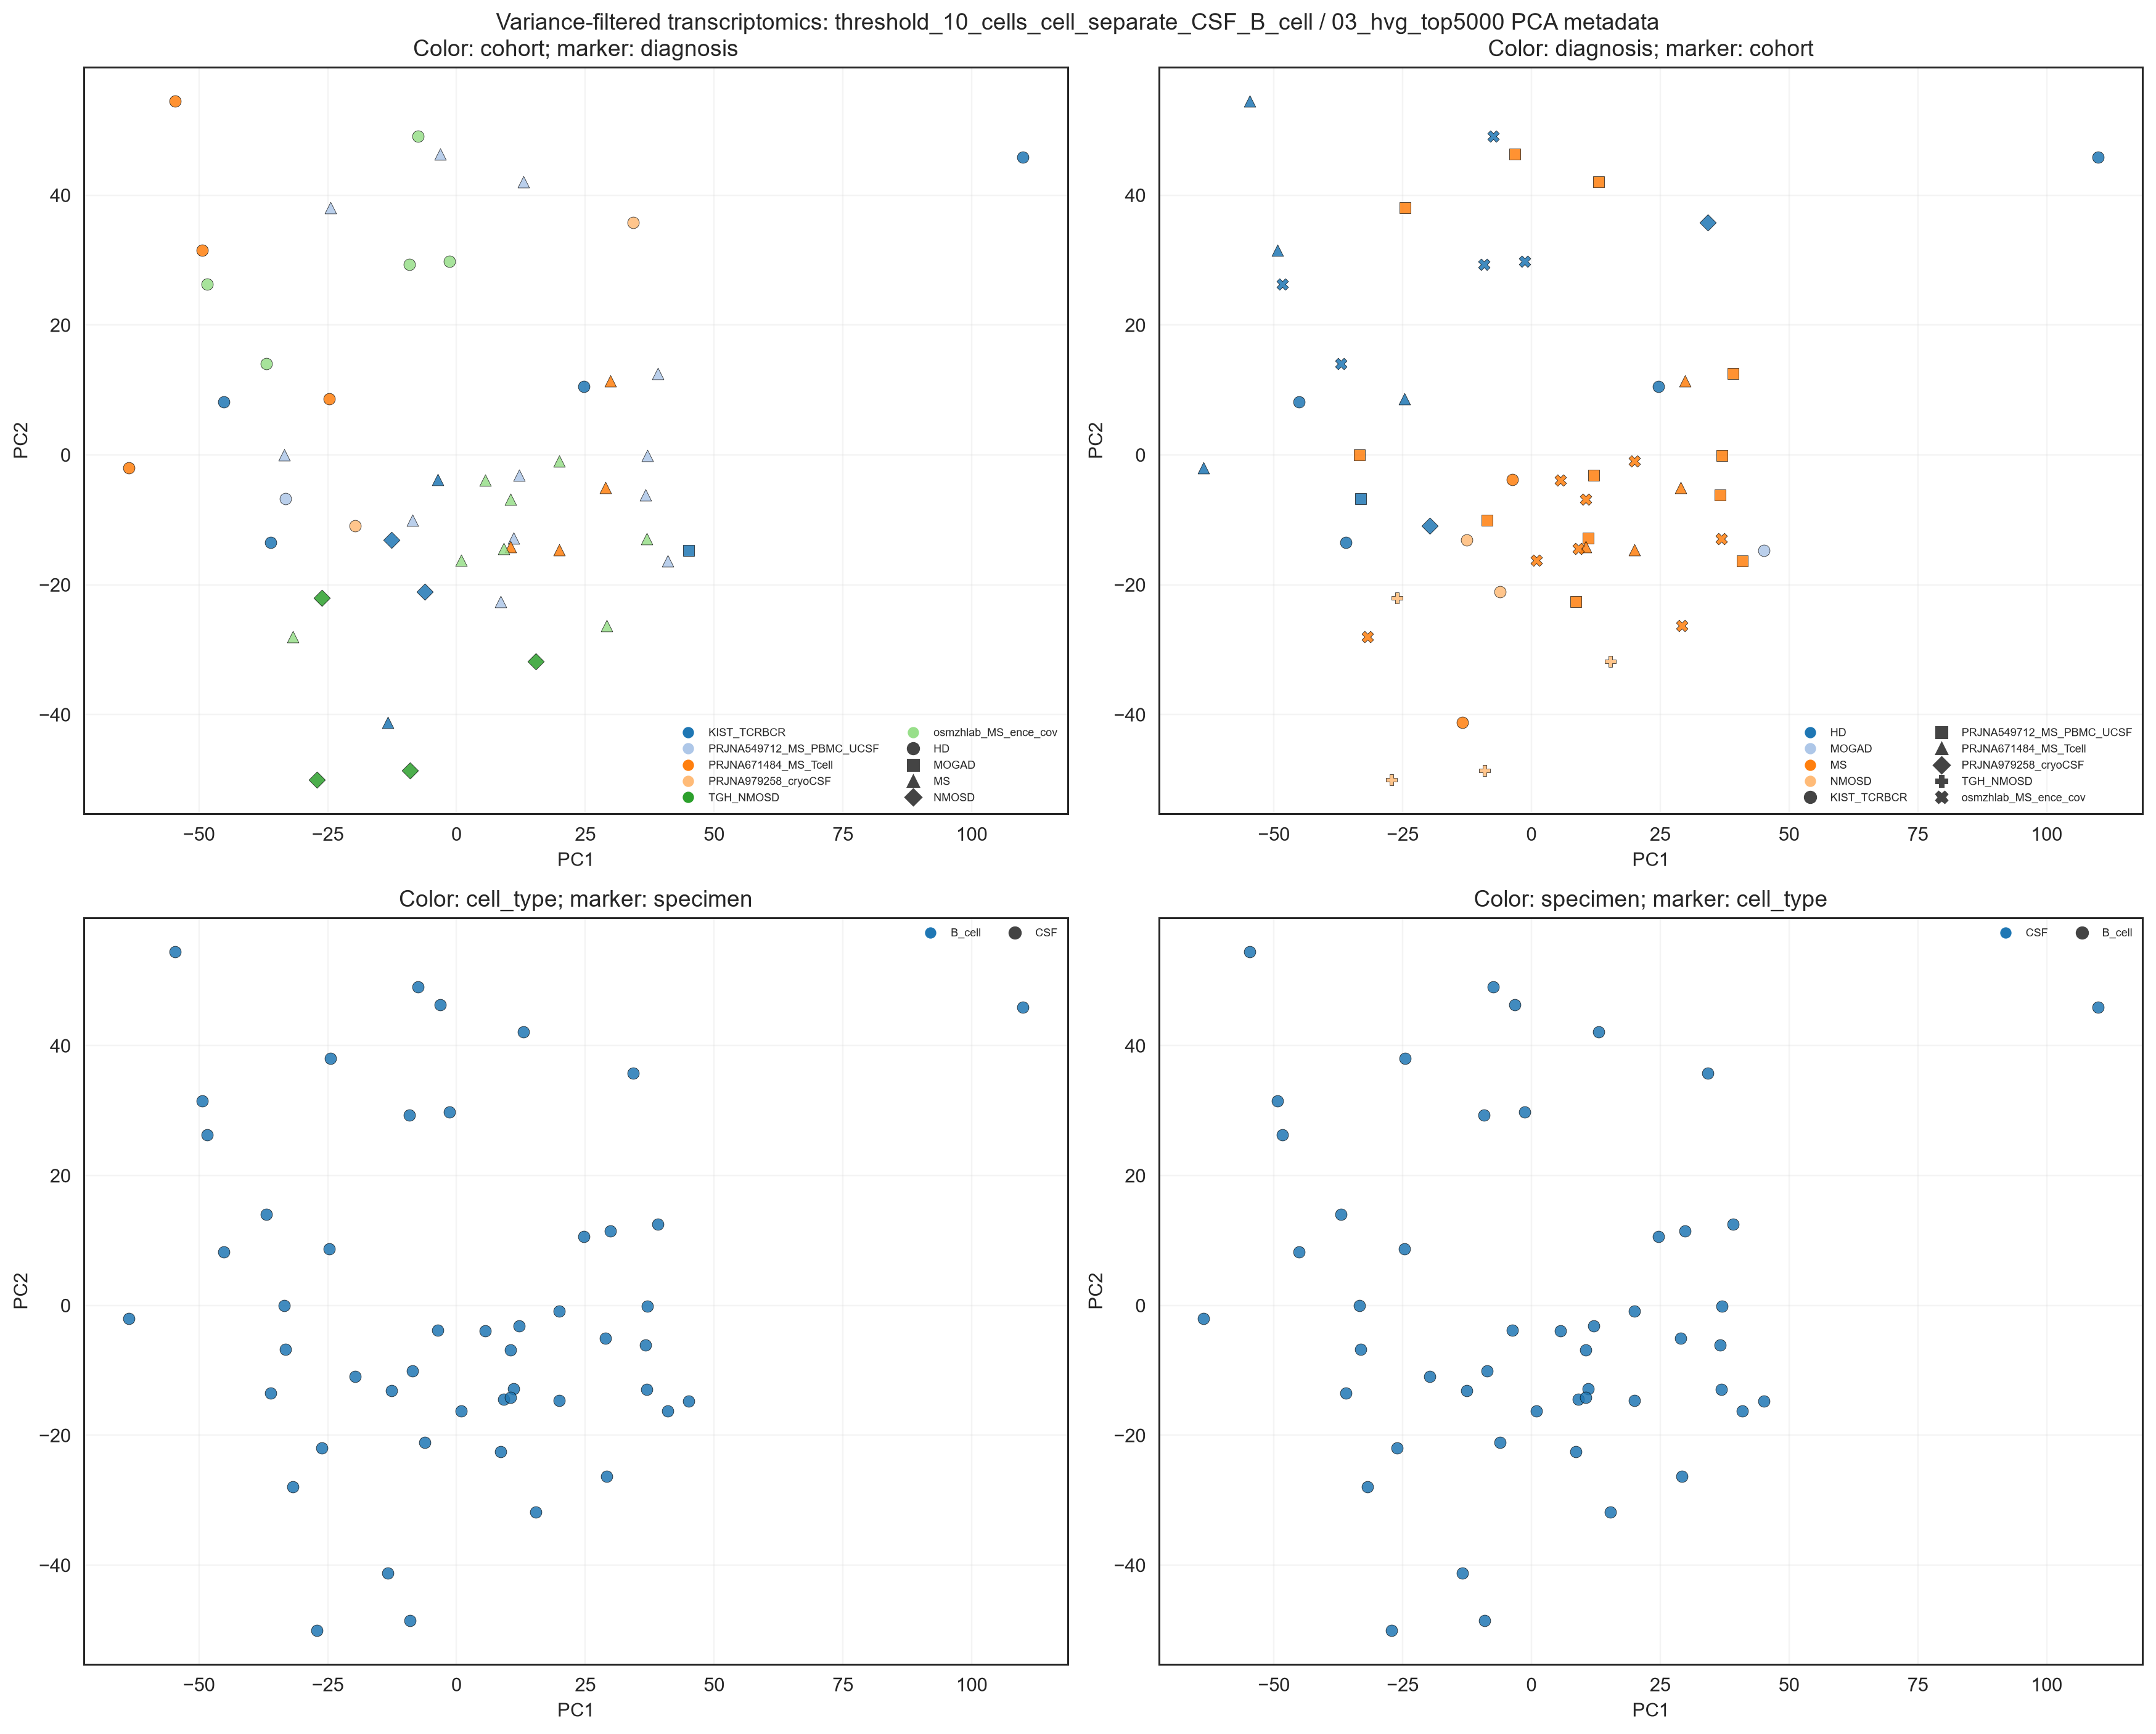 Variance-filtered transcriptomics: threshold_10_cells_cell_separate_CSF_B_cell / 03_hvg_top5000 PCA metadata
Color: cohort; marker: diagnosis
PC2
40
20
0
−20
−40
−50
−25
0
25
50
75
100
PC1
KIST_TCRBCR
PRJNA549712_MS_PBMC_UCSF
PRJNA671484_MS_Tcell
PRJNA979258_cryoCSF
TGH_NMOSD
osmzhlab_MS_ence_cov
HD
MOGAD
MS
NMOSD
Color: diagnosis; marker: cohort
PC2
40
20
0
−20
−40
−50
−25
0
25
50
75
100
PC1
HD
MOGAD
MS
NMOSD
KIST_TCRBCR
PRJNA549712_MS_PBMC_UCSF
PRJNA671484_MS_Tcell
PRJNA979258_cryoCSF
TGH_NMOSD
osmzhlab_MS_ence_cov
Color: cell_type; marker: specimen
B_cell
CSF
PC2
40
20
0
−20
−40
−50
−25
0
25
50
75
100
PC1
Color: specimen; marker: cell_type
CSF
B_cell
PC2
40
20
0
−20
−40
−50
−25
0
25
50
75
100
PC1